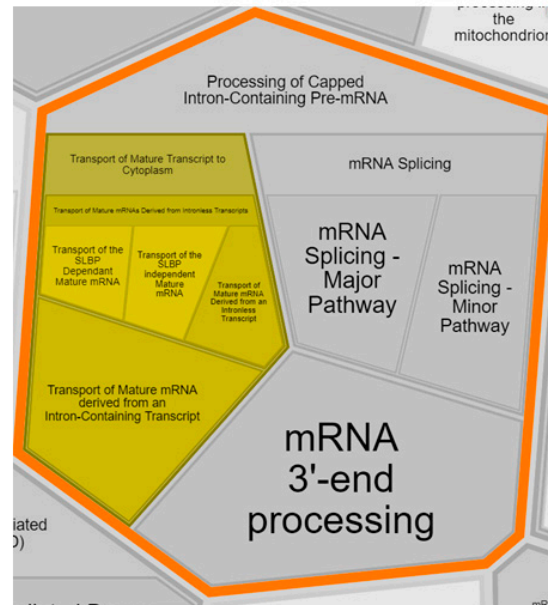 the
mitochondrion
Processing of Capped
Intron-Containing Pre-mRNA
Transport of Mature Transcript to
Cytoplasm
mRNA Splicing
Transport of Mature mRNAs Derived from Intronless Transcripts
Transport of the
SLBP
Dependant
Mature mRNA
Transport of the
SLBP
independent
Mature
mRNA
Transport of
Mature mRNA
Derived from an
Intronless
Transcript
mRNA
Splicing -
Major
Pathway
mRNA
Splicing -
Minor
Pathway
Transport of Mature mRNA
derived from an
Intron-Containing Transcript
mRNA
3'-end
processing
iated
D)